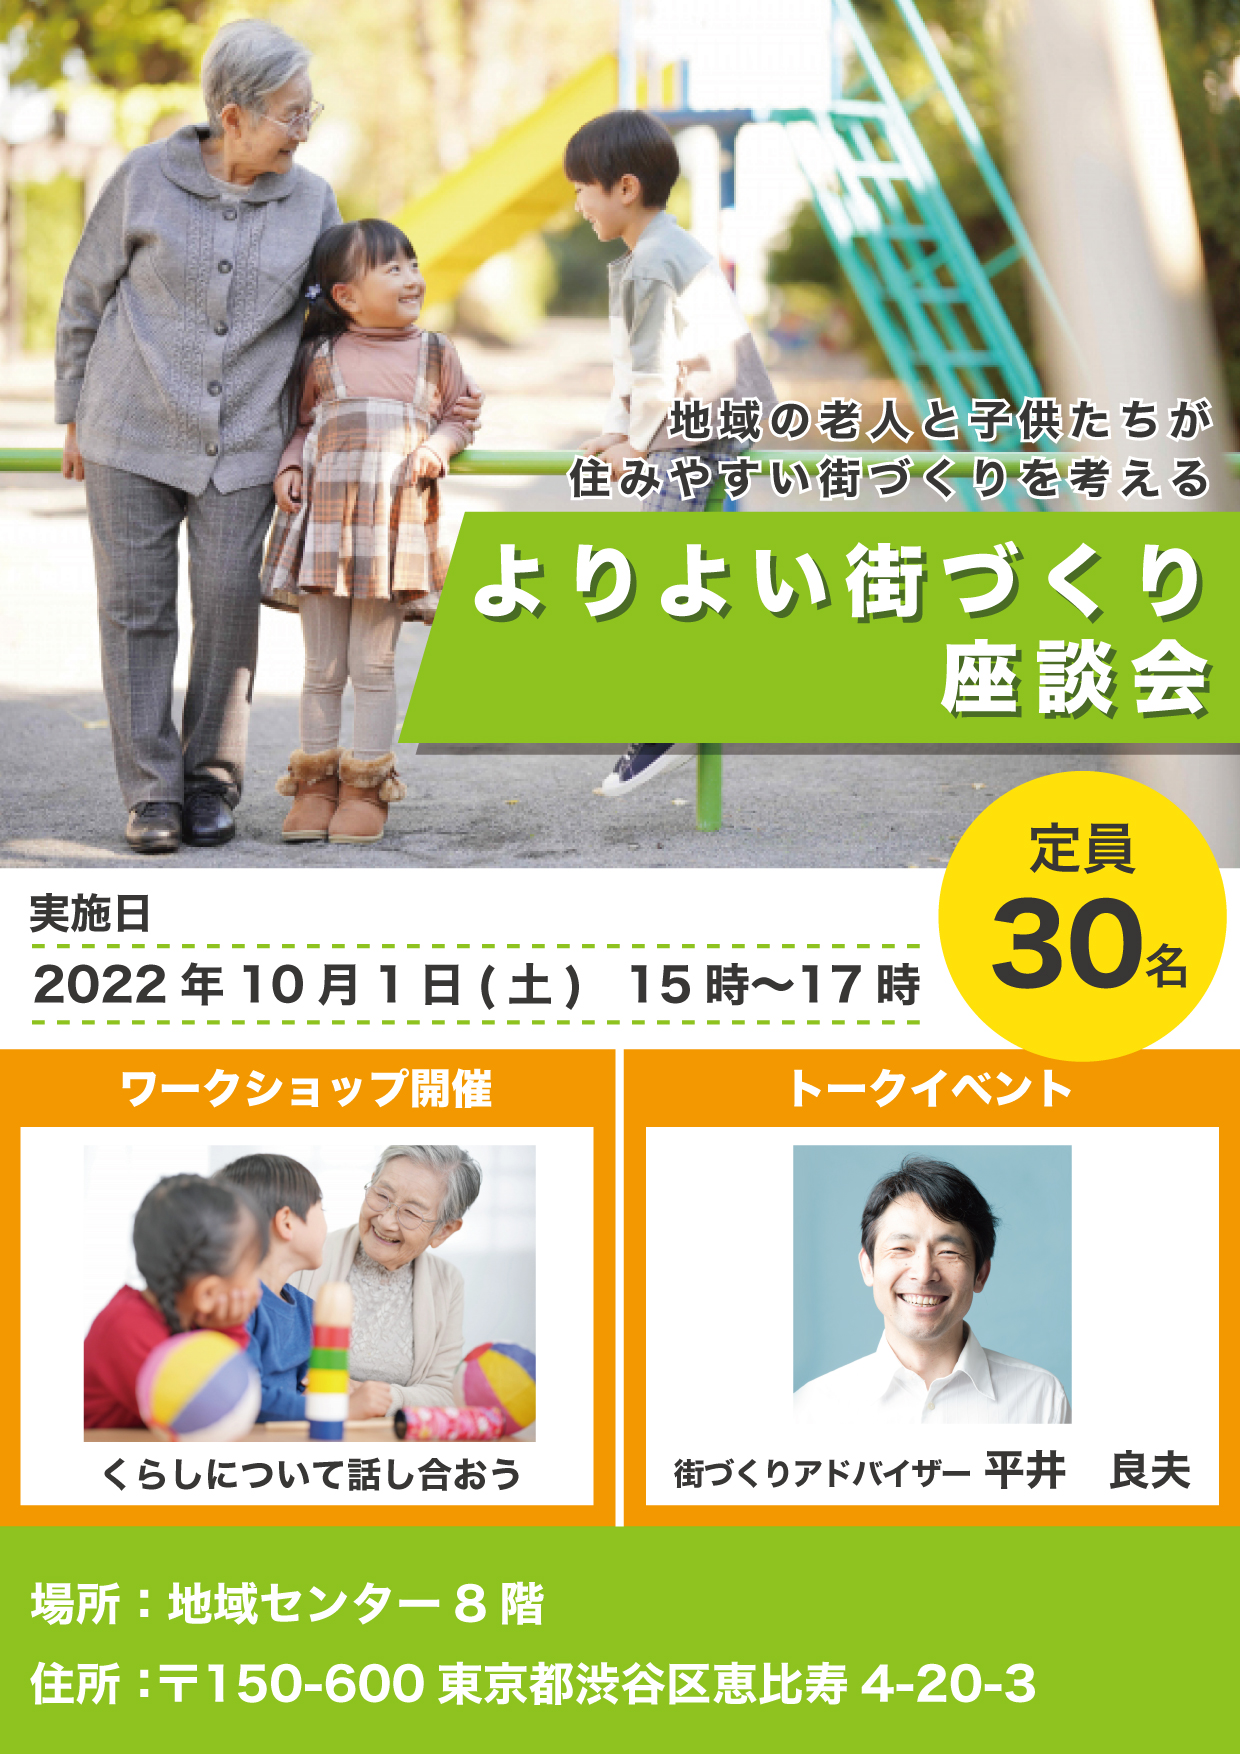 地域の老人と子供たちが
住みやすい街づくりを考える
よりよい街づくり
座談会
定員
30名
実施日
2022年10月1日(土) 15時〜17時
ワークショップ開催
くらしについて話し合おう
トークイベント
街づくりアドバイザー 平井　良夫
場所：地域センター8階
住所：〒150-600 東京都渋谷区恵比寿 4-20-3